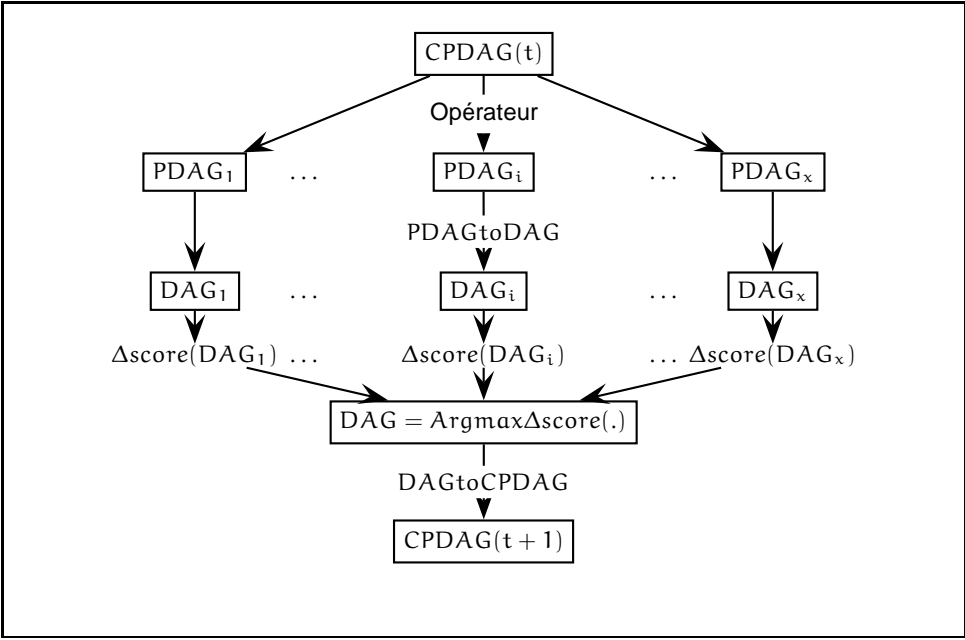 CPDAG(t)
Opérateur
PDAG₁ ... PDAGᵢ ... PDAGₓ
PDAGtoDAG
DAG₁ ... DAGᵢ ... DAGₓ
Δscore(DAG₁) ... Δscore(DAGᵢ) ... Δscore(DAGₓ)
DAG = ArgmaxΔscore(.)
DAGtoCPDAG
CPDAG(t + 1)